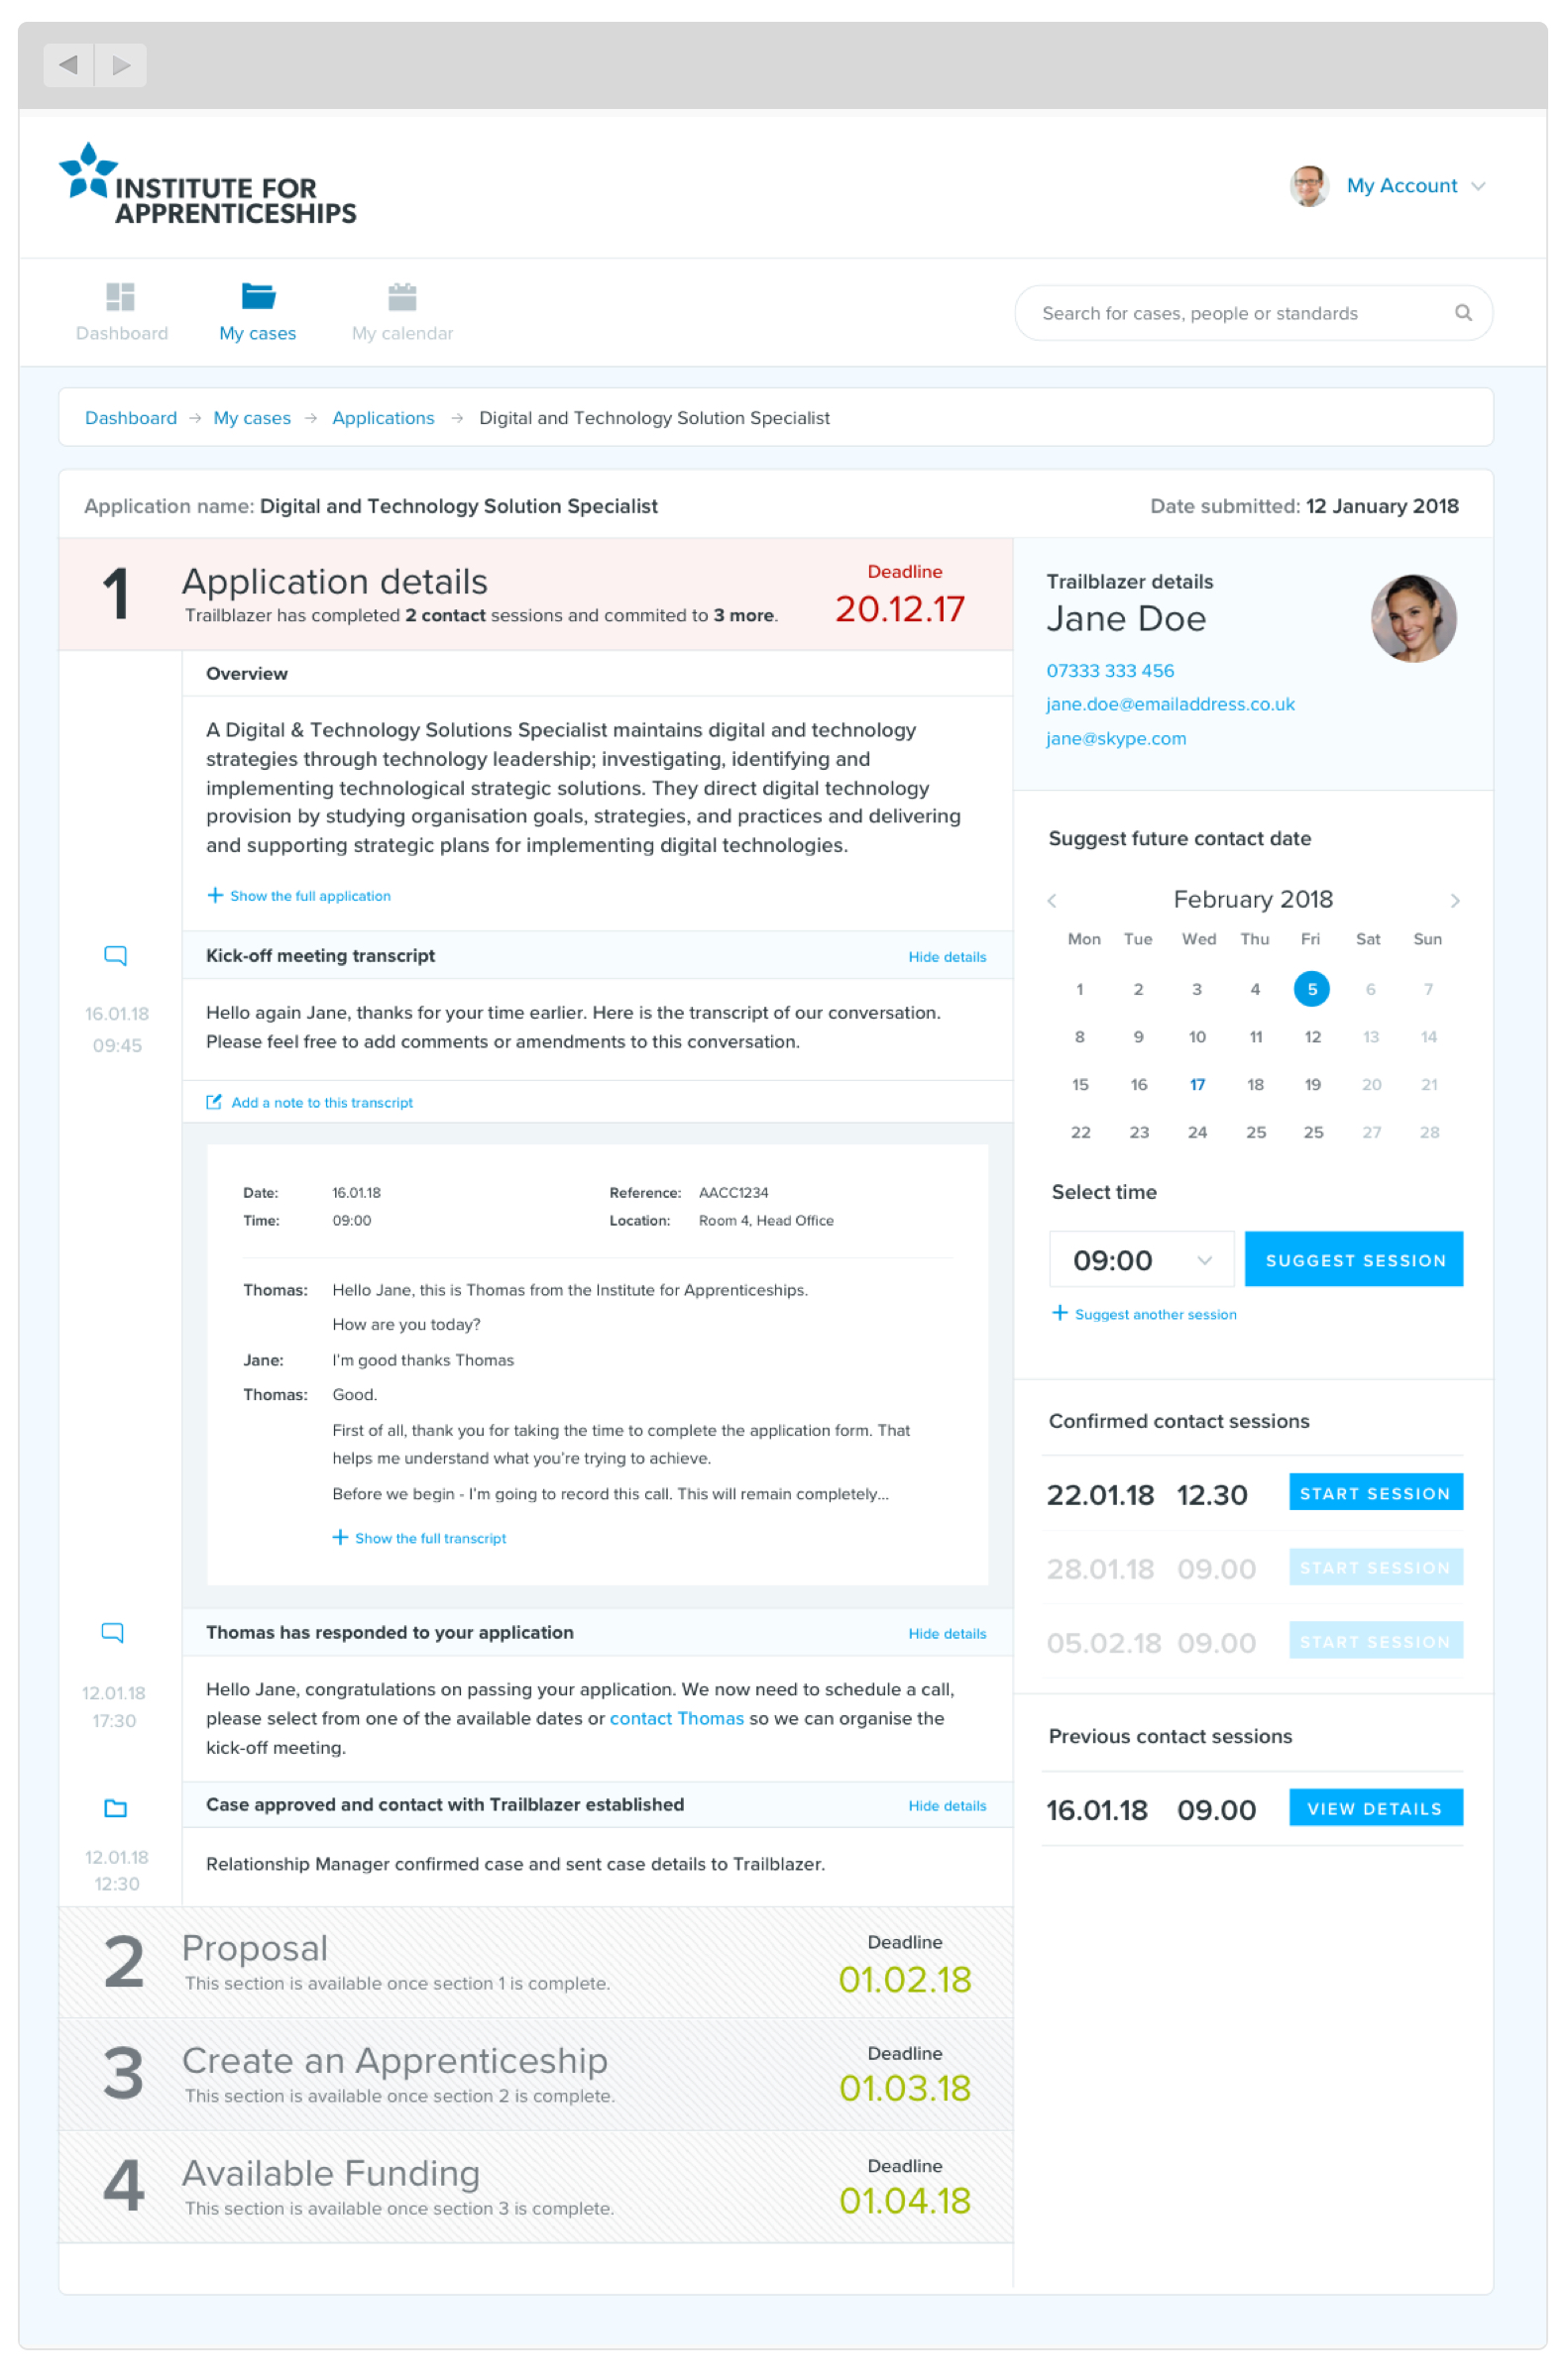 INSTITUTE FOR
APPRENTICESHIPS
My Account
Dashboard
My cases
My calendar
Search for cases, people or standards
Dashboard → My cases → Applications → Digital and Technology Solution Specialist
Application name: Digital and Technology Solution Specialist
Date submitted: 12 January 2018
1
Application details
Trailblazer has completed 2 contact sessions and commited to 3 more.
Deadline
20.12.17
Overview
A Digital & Technology Solutions Specialist maintains digital and technology
strategies through technology leadership; investigating, identifying and
implementing technological strategic solutions. They direct digital technology
provision by studying organisation goals, strategies, and practices and delivering
and supporting strategic plans for implementing digital technologies.
+ Show the full application
Kick-off meeting transcript
Hide details
16.01.18
09:45
Hello again Jane, thanks for your time earlier. Here is the transcript of our conversation.
Please feel free to add comments or amendments to this conversation.
Add a note to this transcript
Date: 16.01.18 Reference: AACC1234
Time: 09:00 Location: Room 4, Head Office
Thomas: Hello Jane, this is Thomas from the Institute for Apprenticeships.
How are you today?
Jane: I'm good thanks Thomas
Thomas: Good.
First of all, thank you for taking the time to complete the application form. That
helps me understand what you're trying to achieve.
Before we begin - I'm going to record this call. This will remain completely...
+ Show the full transcript
Thomas has responded to your application
Hide details
12.01.18
17:30
Hello Jane, congratulations on passing your application. We now need to schedule a call,
please select from one of the available dates or contact Thomas so we can organise the
kick-off meeting.
Case approved and contact with Trailblazer established
Hide details
12.01.18
12:30
Relationship Manager confirmed case and sent case details to Trailblazer.
2
Proposal
This section is available once section 1 is complete.
Deadline
01.02.18
3
Create an Apprenticeship
This section is available once section 2 is complete.
Deadline
01.03.18
4
Available Funding
This section is available once section 3 is complete.
Deadline
01.04.18
Trailblazer details
Jane Doe
07333 333 456
jane.doe@emailaddress.co.uk
jane@skype.com
Suggest future contact date
February 2018
Mon Tue Wed Thu Fri Sat Sun
1 2 3 4 5 6 7
8 9 10 11 12 13 14
15 16 17 18 19 20 21
22 23 24 25 25 27 28
Select time
09:00
SUGGEST SESSION
+ Suggest another session
Confirmed contact sessions
22.01.18 12.30 START SESSION
28.01.18 09.00 START SESSION
05.02.18 09.00 START SESSION
Previous contact sessions
16.01.18 09.00 VIEW DETAILS